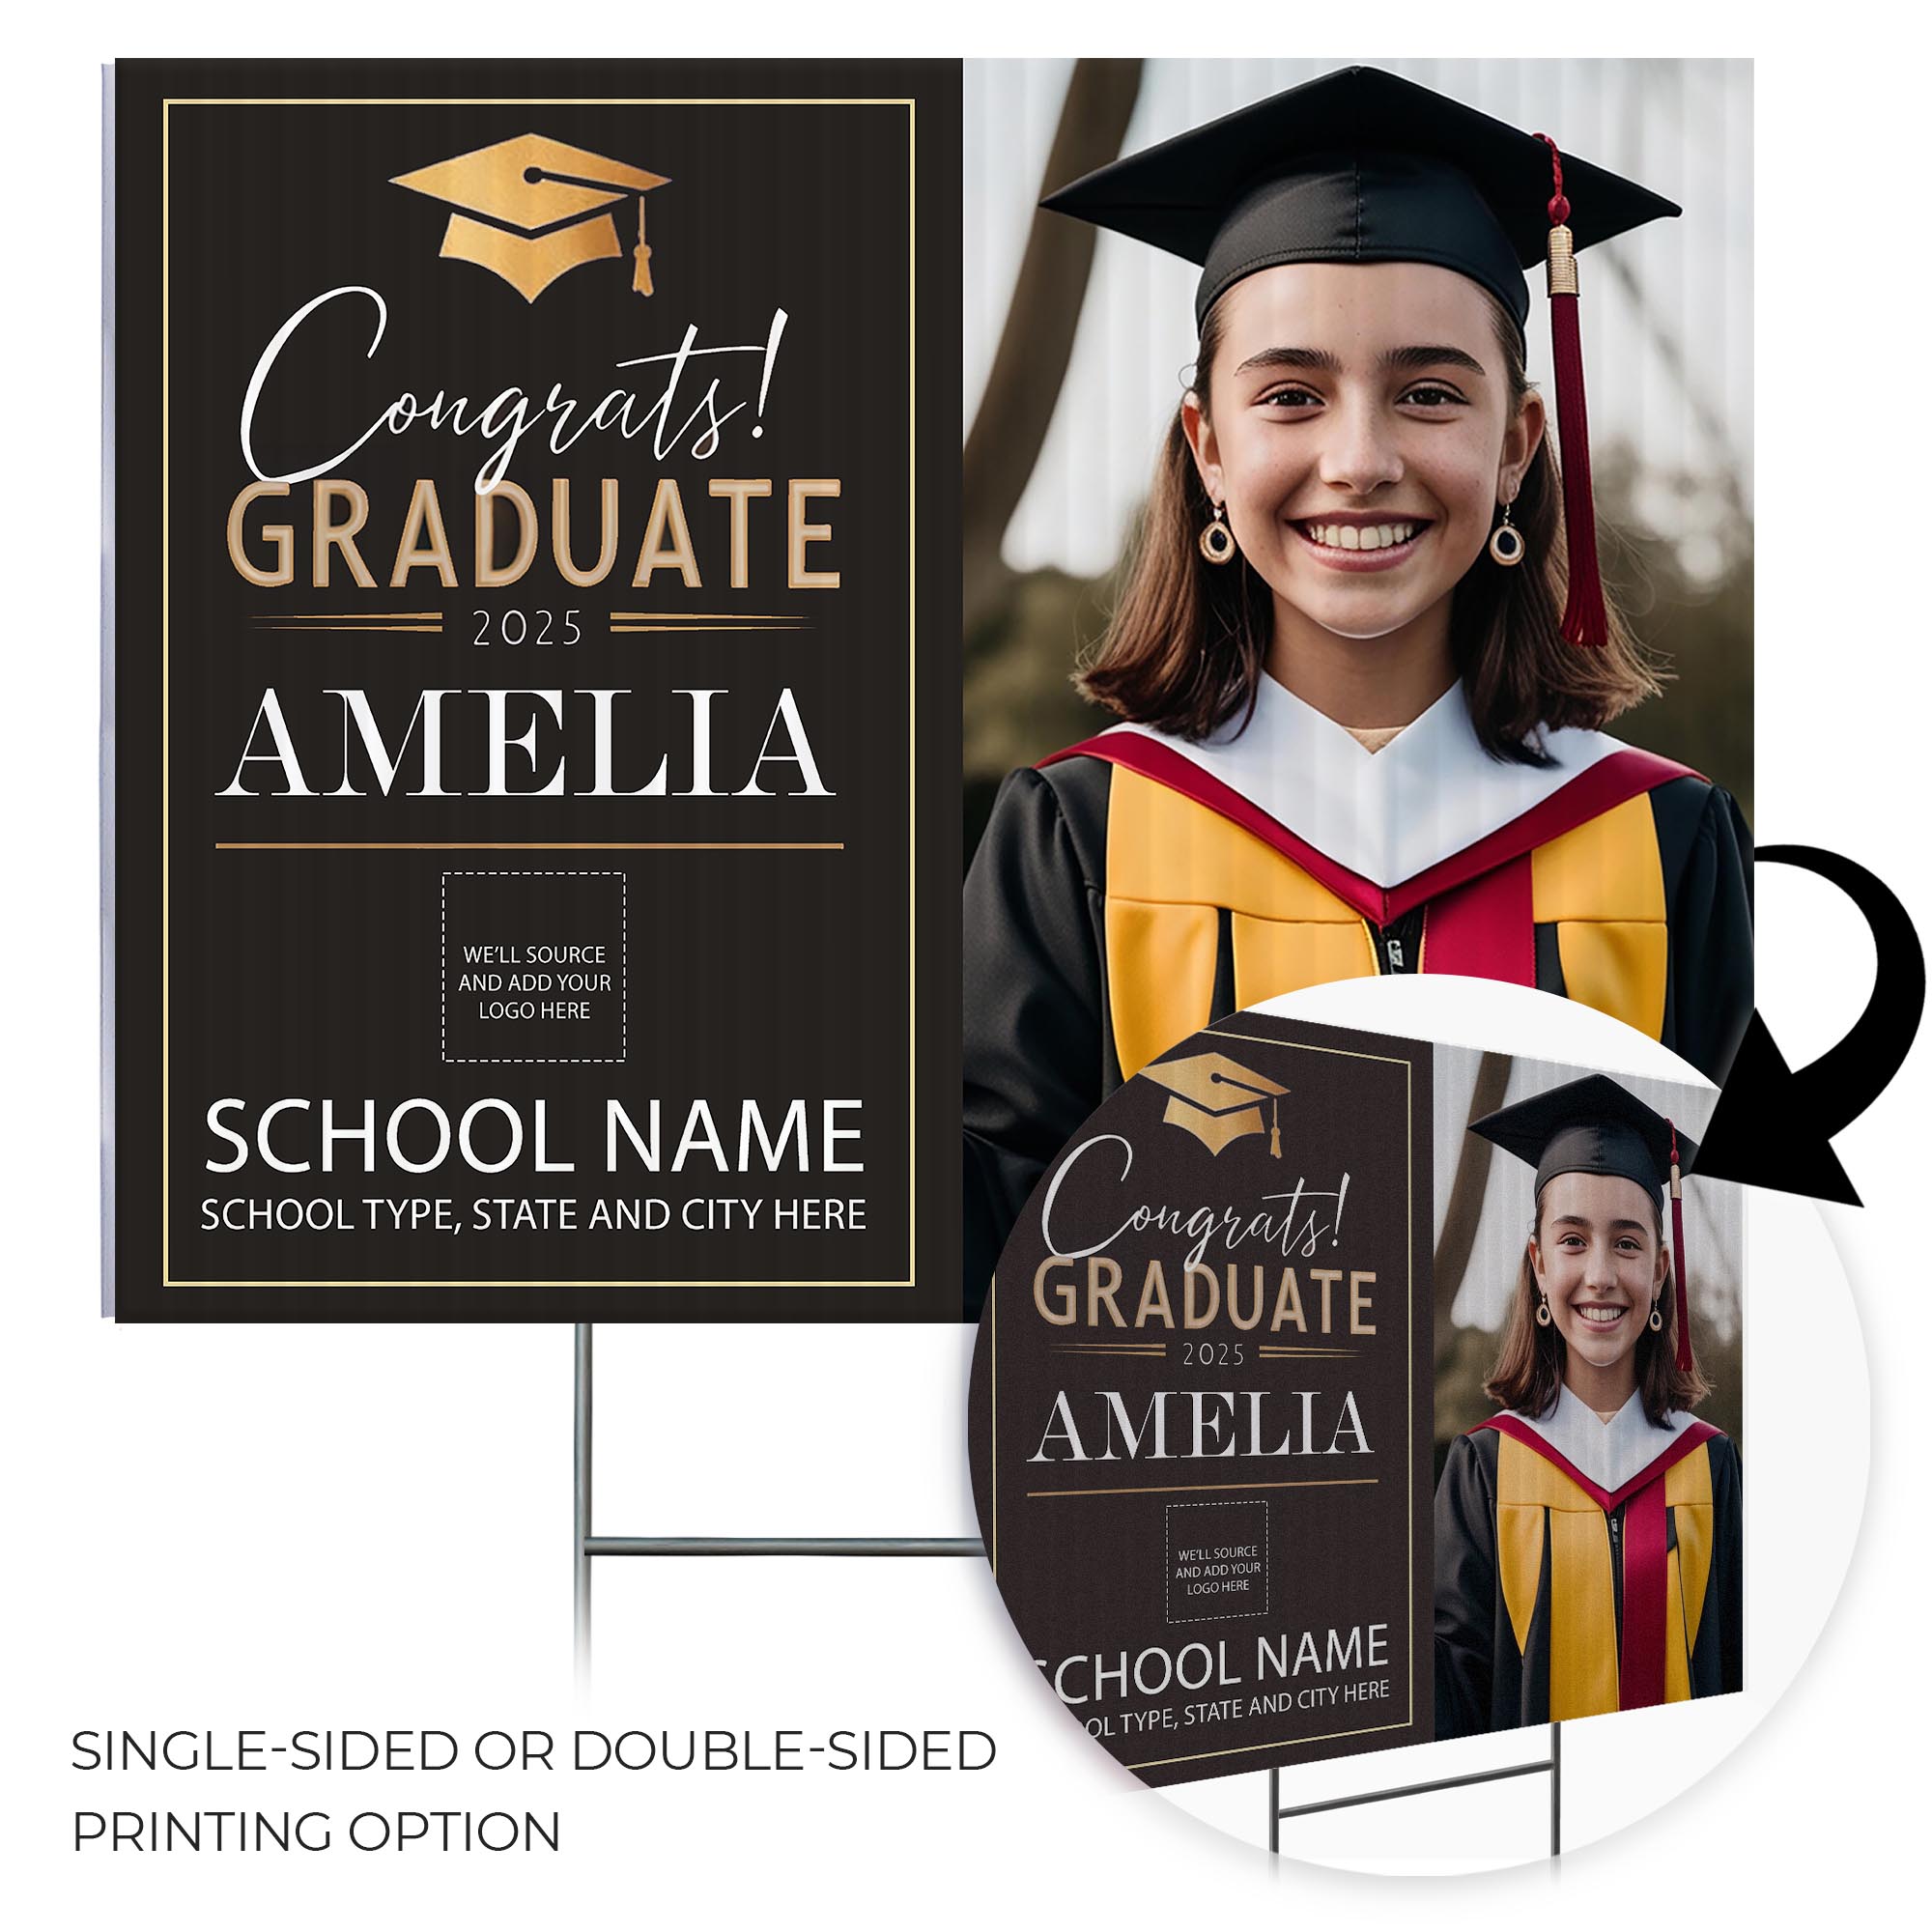 Congrats!
GRADUATE
2025
AMELIA
WE'LL SOURCE
AND ADD YOUR
LOGO HERE
SCHOOL NAME
SCHOOL TYPE, STATE AND CITY HERE
Congrats!
GRADUATE
2025
AMELIA
WE'LL SOURCE
AND ADD YOUR
LOGO HERE
SCHOOL NAME
OL TYPE, STATE AND CITY HERE
SINGLE-SIDED OR DOUBLE-SIDED
PRINTING OPTION